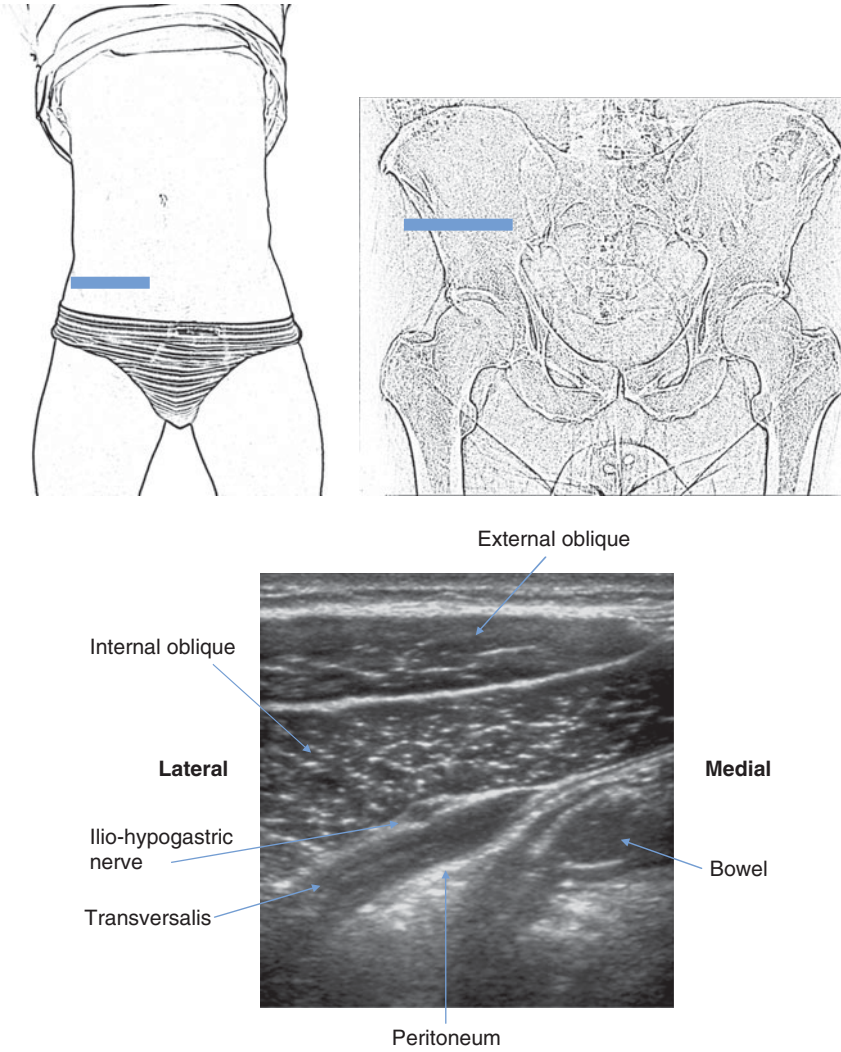 External oblique
Internal oblique
Lateral
Medial
Ilio-hypogastric
nerve
Bowel
Transversalis
Peritoneum